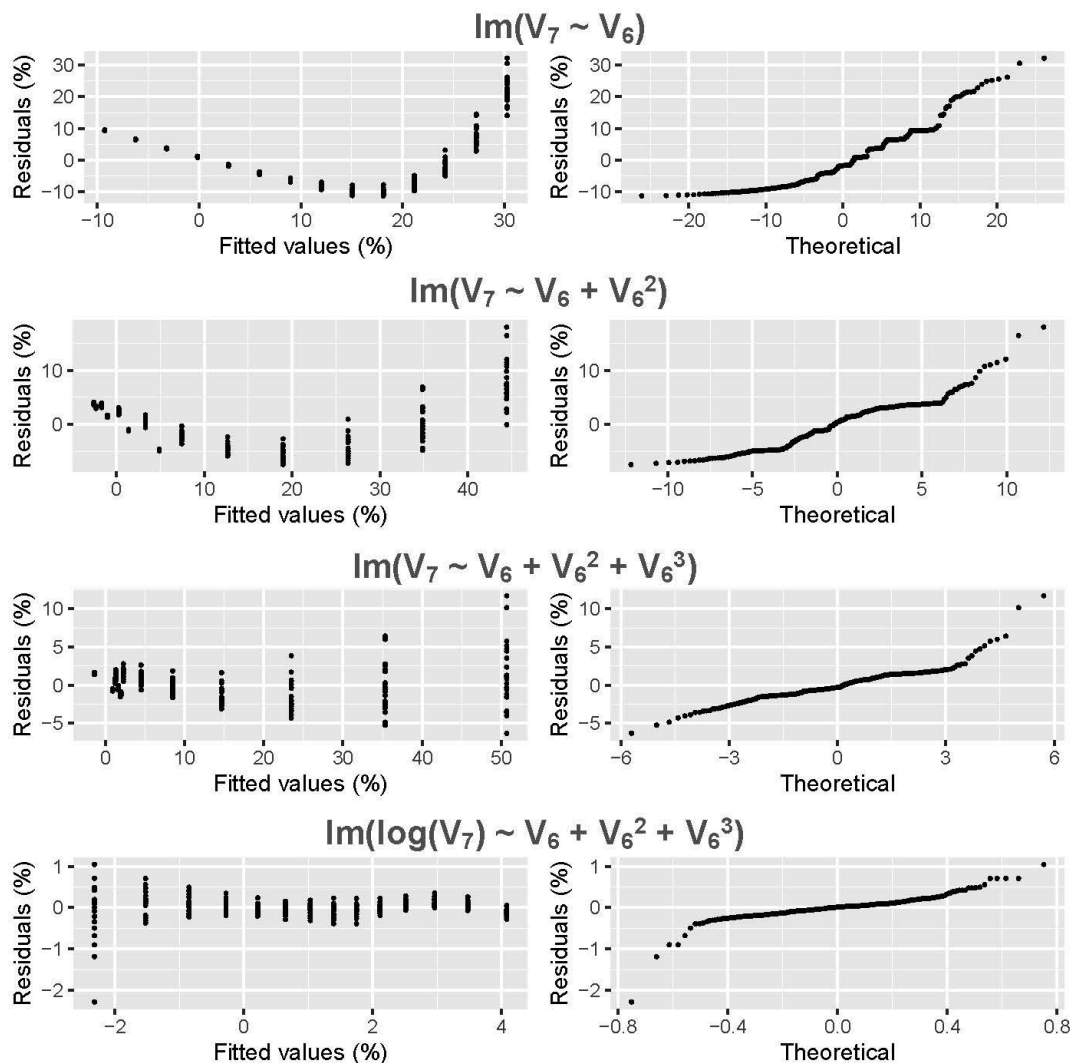 lm(V₇ ~ V₆)
Residuals (%)
30
20
10
0
−10
−10 0 10 20 30
Fitted values (%)
Residuals (%)
30
20
10
0
−10
−20 −10 0 10 20
Theoretical
lm(V₇ ~ V₆ + V₆²)
Residuals (%)
10
0
0 10 20 30 40
Fitted values (%)
Residuals (%)
10
0
−10 −5 0 5 10
Theoretical
lm(V₇ ~ V₆ + V₆² + V₆³)
Residuals (%)
10
5
0
−5
0 10 20 30 40 50
Fitted values (%)
Residuals (%)
10
5
0
−5
−6 −3 0 3 6
Theoretical
lm(log(V₇) ~ V₆ + V₆² + V₆³)
Residuals (%)
1
0
−1
−2
−2 0 2 4
Fitted values (%)
Residuals (%)
1
0
−1
−2
−0.8 −0.4 0.0 0.4 0.8
Theoretical